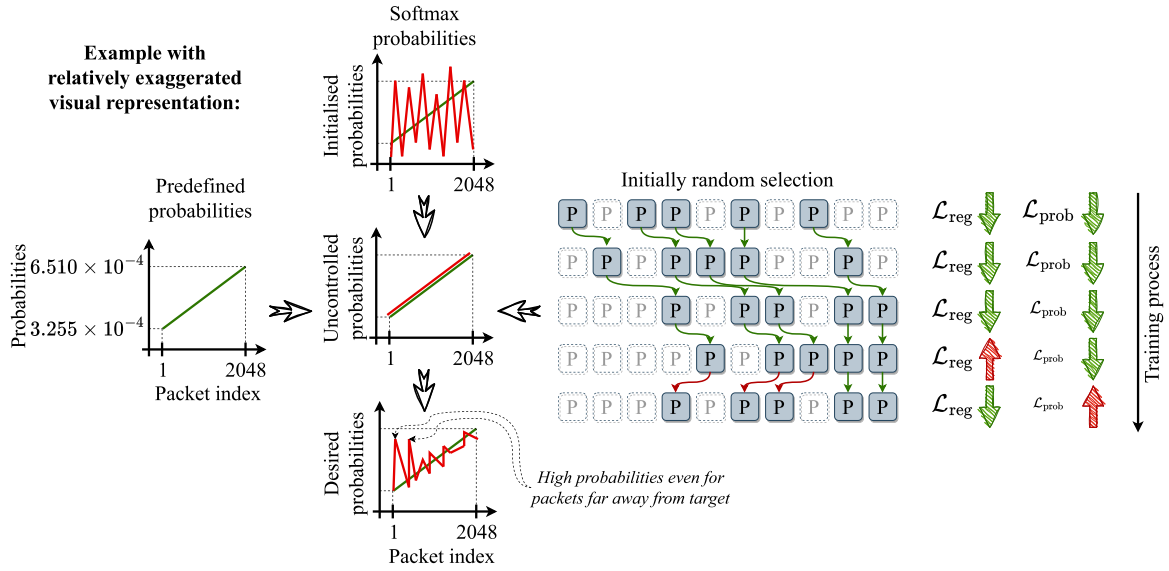 Example with
relatively exaggerated
visual representation:
Softmax
probabilities
Initialised
probabilities
1
2048
Predefined
probabilities
Probabilities
6.510 × 10⁻⁴
3.255 × 10⁻⁴
1
2048
Packet index
Uncontrolled
probabilities
1
2048
Desired
probabilities
1
2048
Packet index
High probabilities even for
packets far away from target
Initially random selection
P P P P P P P P P P
P P P P P P P P P P
P P P P P P P P P P
P P P P P P P P P P
P P P P P P P P P P
ℒreg ℒprob
ℒreg ℒprob
ℒreg ℒprob
ℒreg ℒprob
ℒreg ℒprob
Training process